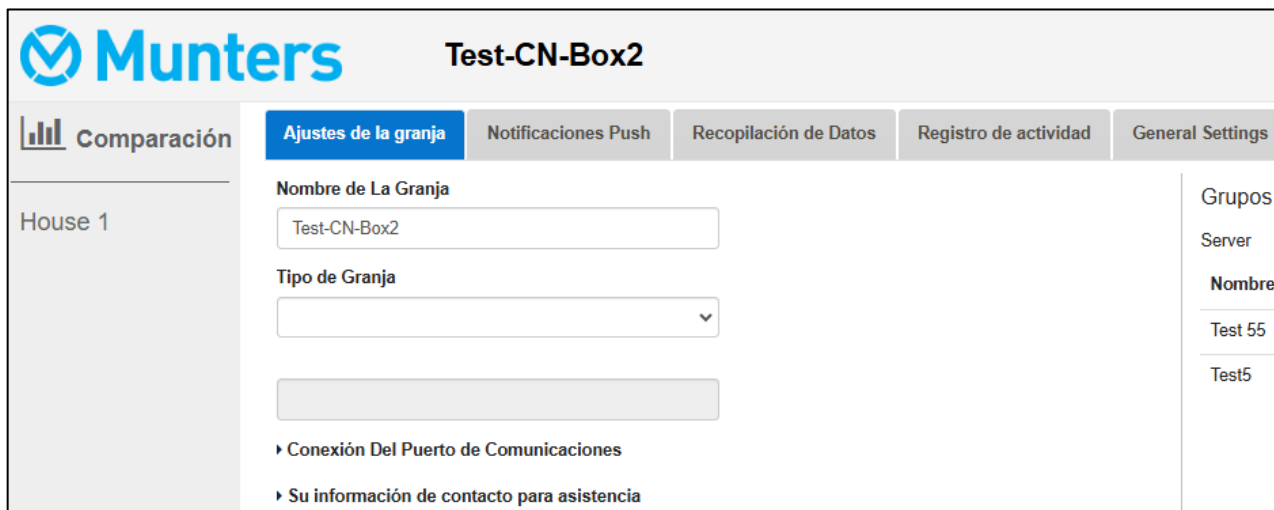 Munters
Test-CN-Box2
Comparación
House 1
Ajustes de la granja
Notificaciones Push
Recopilación de Datos
Registro de actividad
General Settings
Nombre de La Granja
Test-CN-Box2
Tipo de Granja
Conexión Del Puerto de Comunicaciones
Su información de contacto para asistencia
Grupos
Server
Nombre
Test 55
Test5